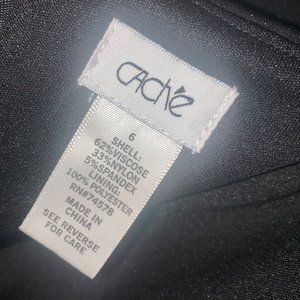 CAché
6
SHELL:
62%VISCOSE
33%NYLON
5%SPANDEX
LINING:
100% POLYESTER
RN#74578
MADE IN
CHINA
SEE REVERSE
FOR CARE